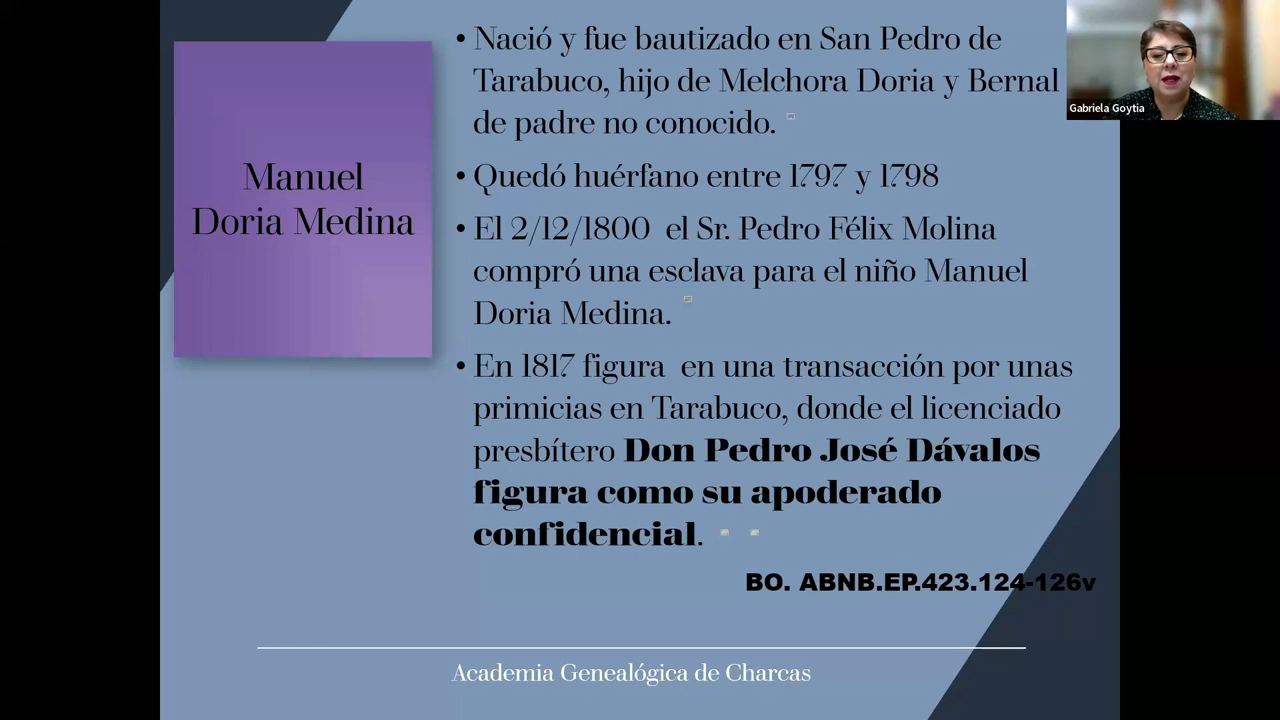 Manuel
Doria Medina
• Nació y fue bautizado en San Pedro de
Tarabuco, hijo de Melchora Doria y Bernal
de padre no conocido.
• Quedó huérfano entre 1797 y 1798
• El 2/12/1800 el Sr. Pedro Félix Molina
compró una esclava para el niño Manuel
Doria Medina.
• En 1817 figura en una transacción por unas
primicias en Tarabuco, donde el licenciado
presbítero Don Pedro José Dávalos
figura como su apoderado
confidencial.
BO. ABNB.EP.423.124-126v
Academia Genealógica de Charcas
Gabriela Goytia